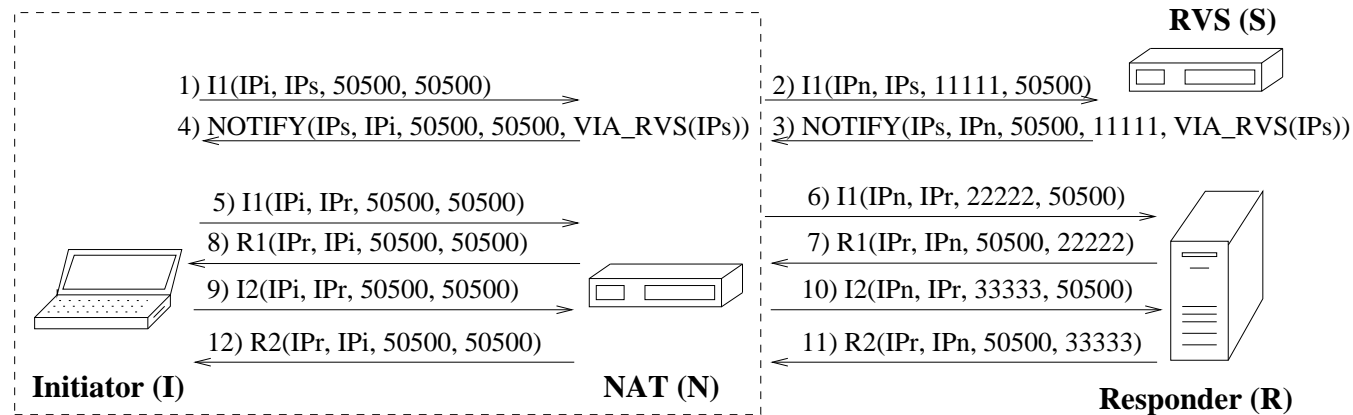 RVS (S)
1) I1(IPi, IPs, 50500, 50500)
2) I1(IPn, IPs, 11111, 50500)
4) NOTIFY(IPs, IPi, 50500, 50500, VIA_RVS(IPs))
3) NOTIFY(IPs, IPn, 50500, 11111, VIA_RVS(IPs))
5) I1(IPi, IPr, 50500, 50500)
6) I1(IPn, IPr, 22222, 50500)
8) R1(IPr, IPi, 50500, 50500)
7) R1(IPr, IPn, 50500, 22222)
9) I2(IPi, IPr, 50500, 50500)
10) I2(IPn, IPr, 33333, 50500)
12) R2(IPr, IPi, 50500, 50500)
11) R2(IPr, IPn, 50500, 33333)
Initiator (I)
NAT (N)
Responder (R)